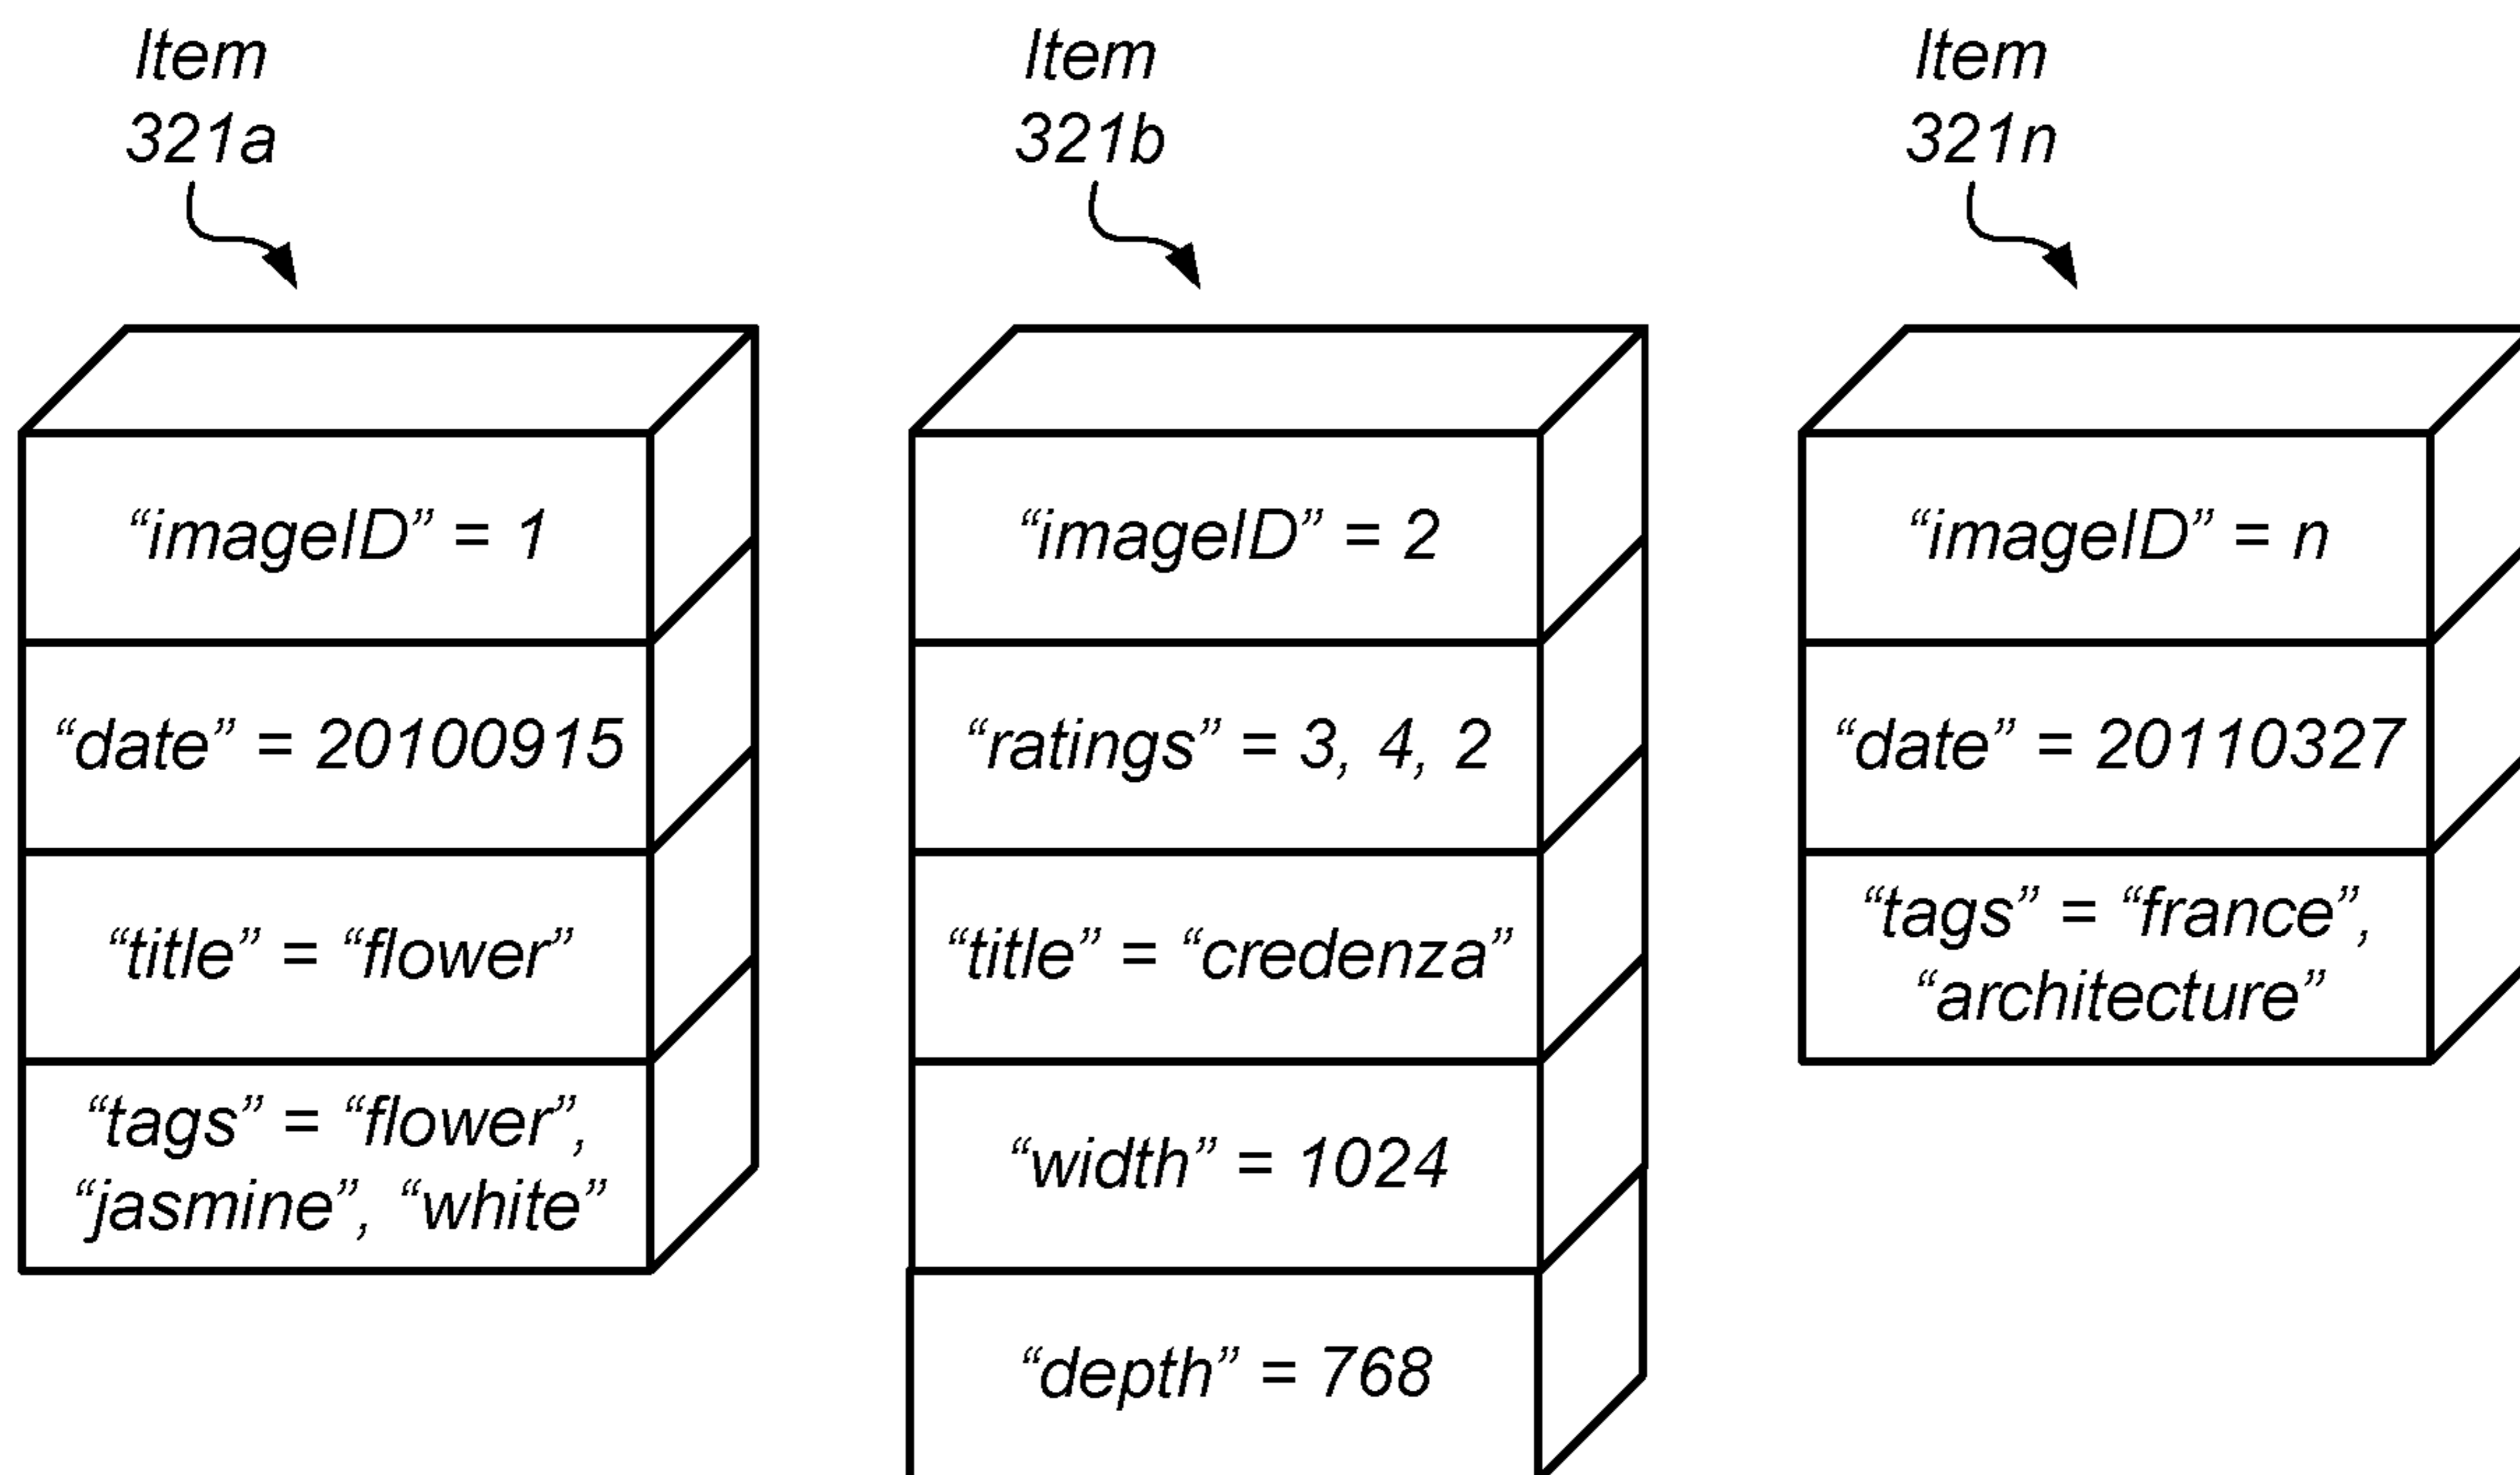 Item
321a
“imageID” = 1
“date” = 20100915
“title” = “flower”
“tags” = “flower”,
“jasmine”, “white”
Item
321b
“imageID” = 2
“ratings” = 3, 4, 2
“title” = “credenza”
“width” = 1024
“depth” = 768
Item
321n
“imageID” = n
“date” = 20110327
“tags” = “france”,
“architecture”